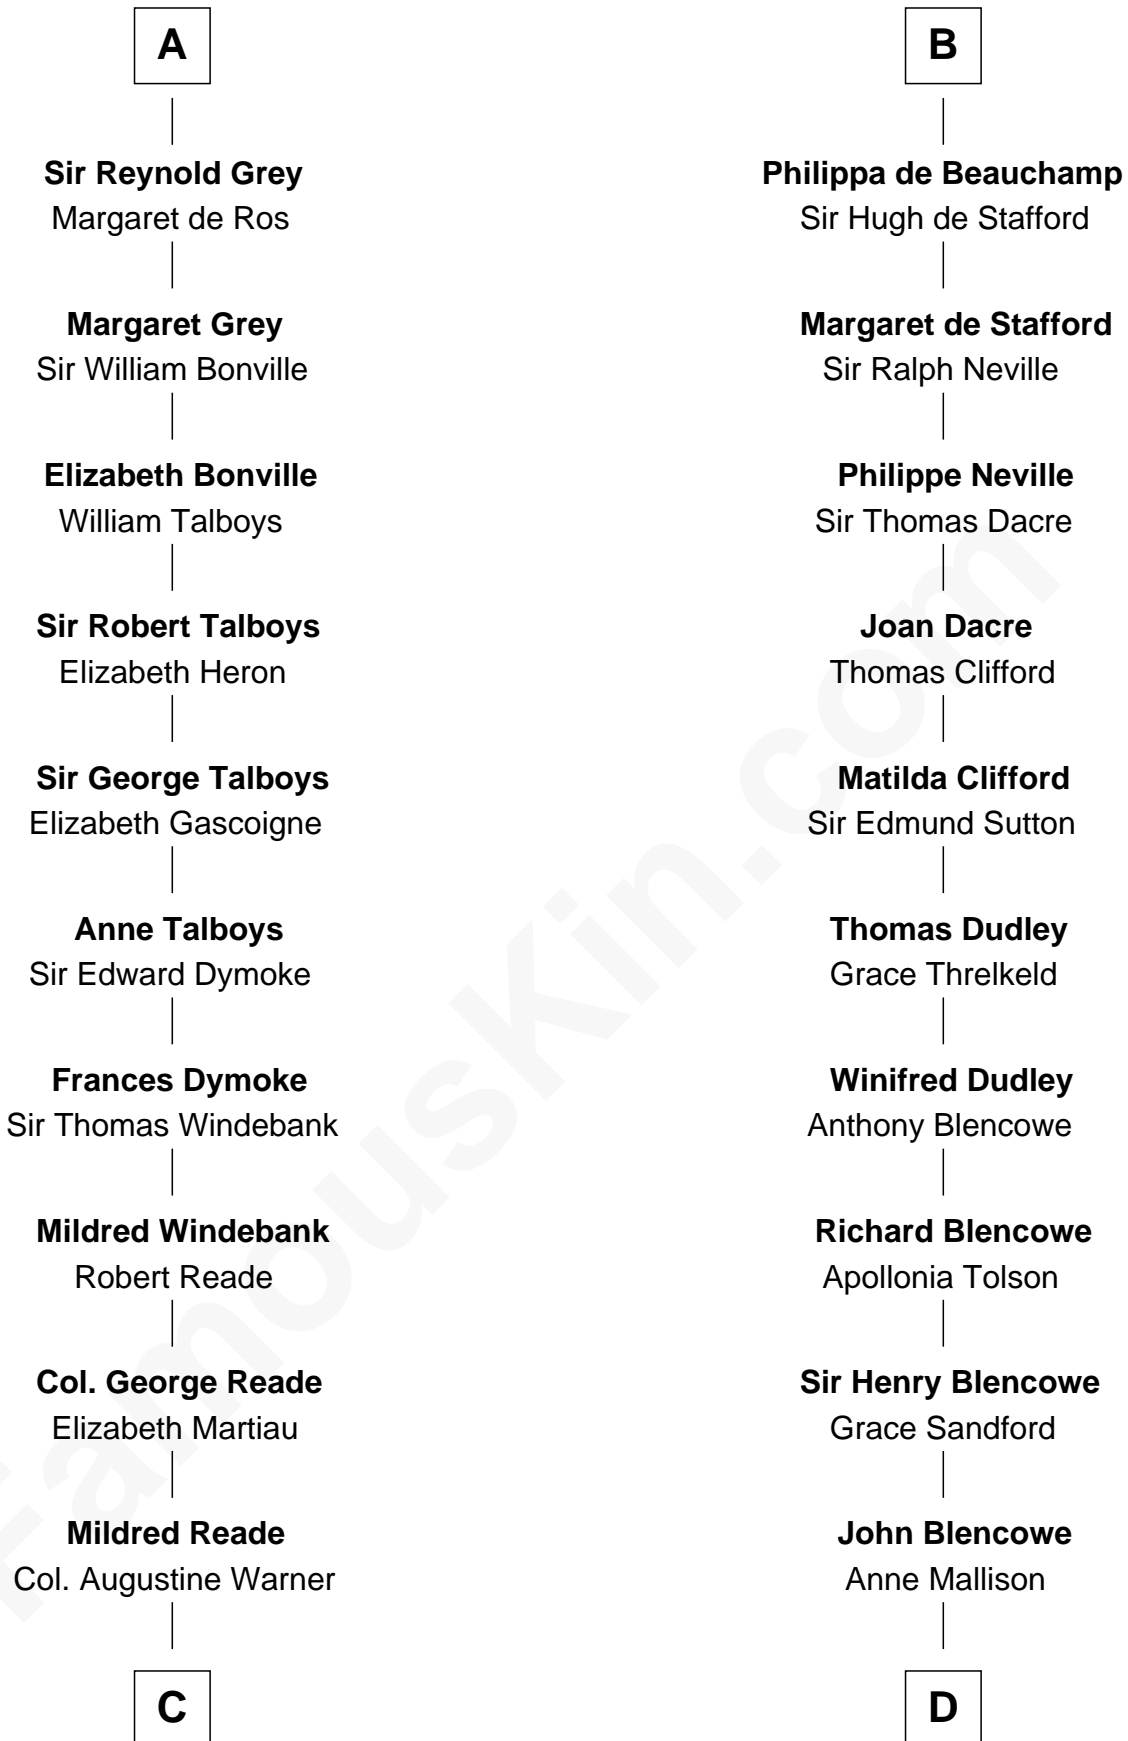 A
Sir Reynold Grey
Margaret de Ros
Margaret Grey
Sir William Bonville
Elizabeth Bonville
William Talboys
Sir Robert Talboys
Elizabeth Heron
Sir George Talboys
Elizabeth Gascoigne
Anne Talboys
Sir Edward Dymoke
Frances Dymoke
Sir Thomas Windebank
Mildred Windebank
Robert Reade
Col. George Reade
Elizabeth Martiau
Mildred Reade
Col. Augustine Warner
C
B
Philippa de Beauchamp
Sir Hugh de Stafford
Margaret de Stafford
Sir Ralph Neville
Philippe Neville
Sir Thomas Dacre
Joan Dacre
Thomas Clifford
Matilda Clifford
Sir Edmund Sutton
Thomas Dudley
Grace Threlkeld
Winifred Dudley
Anthony Blencowe
Richard Blencowe
Apollonia Tolson
Sir Henry Blencowe
Grace Sandford
John Blencowe
Anne Mallison
D
FamousKin.com